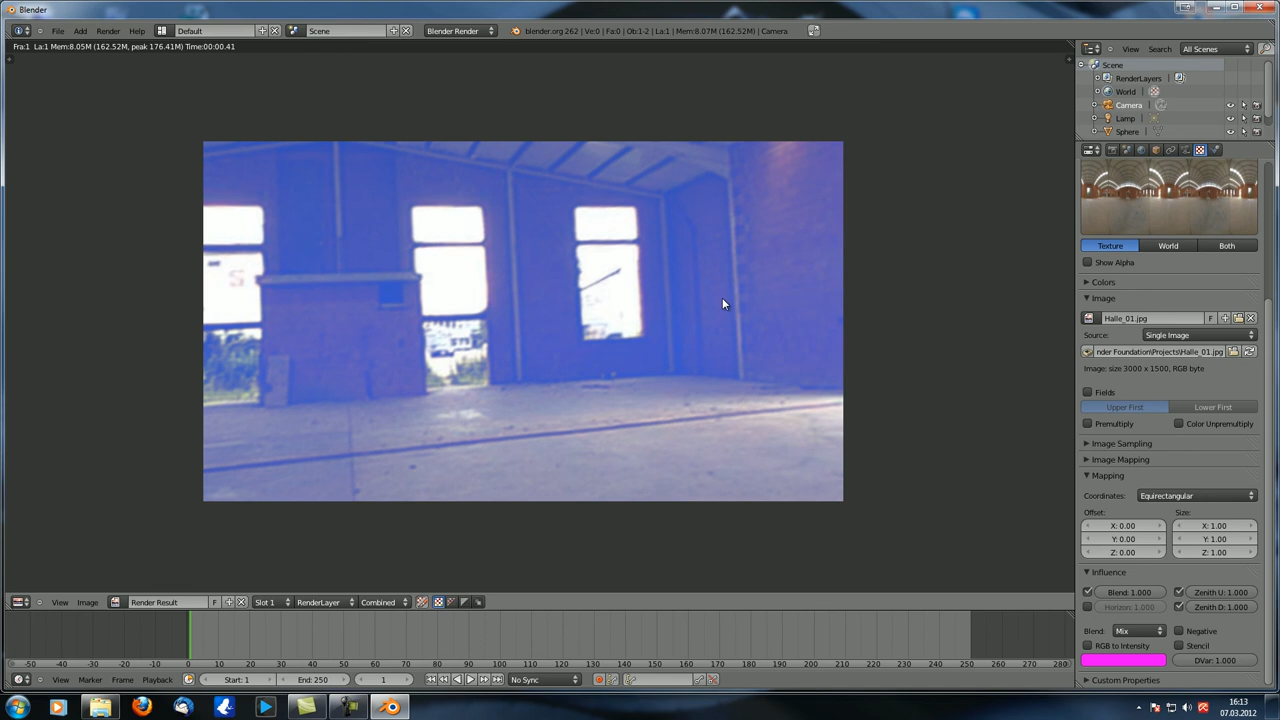 Blender
File Add Render Help Default Scene Blender Render blender.org 262 | Ve:0 | Fa:0 | Ob:1-2 | La:1 | Mem:8.07M (162.52M) | Camera
Fra:1 La:1 Mem:8.05M (162.52M, peak 176.41M) Time:00:00.41
View Search All Scenes
Scene
RenderLayers
World
Camera
Lamp
Sphere
Texture World Both
Show Alpha
Colors
Image
Halle_01.jpg F
Source: Single Image
nder Foundation\Projects\Halle_01.jpg
Image: size 3000 x 1500, RGB byte
Fields
Upper First Lower First
Premultiply Color Unpremultiply
Image Sampling
Image Mapping
Mapping
Coordinates: Equirectangular
Offset: Size:
X: 0.00 X: 1.00
Y: 0.00 Y: 1.00
Z: 0.00 Z: 1.00
Influence
Blend: 1.000 Zenith U: 1.000
Horizon: 1.000 Zenith D: 1.000
Blend: Mix Negative
RGB to Intensity Stencil
DVar: 1.000
Custom Properties
View Image Render Result F Slot 1 RenderLayer Combined
-50 -40 -30 -20 -10 0 10 20 30 40 50 60 70 80 90 100 110 120 130 140 150 160 170 180 190 200 210 220 230 240 250 260 270 280
View Marker Frame Playback Start: 1 End: 250 1 No Sync
16:13
07.03.2012